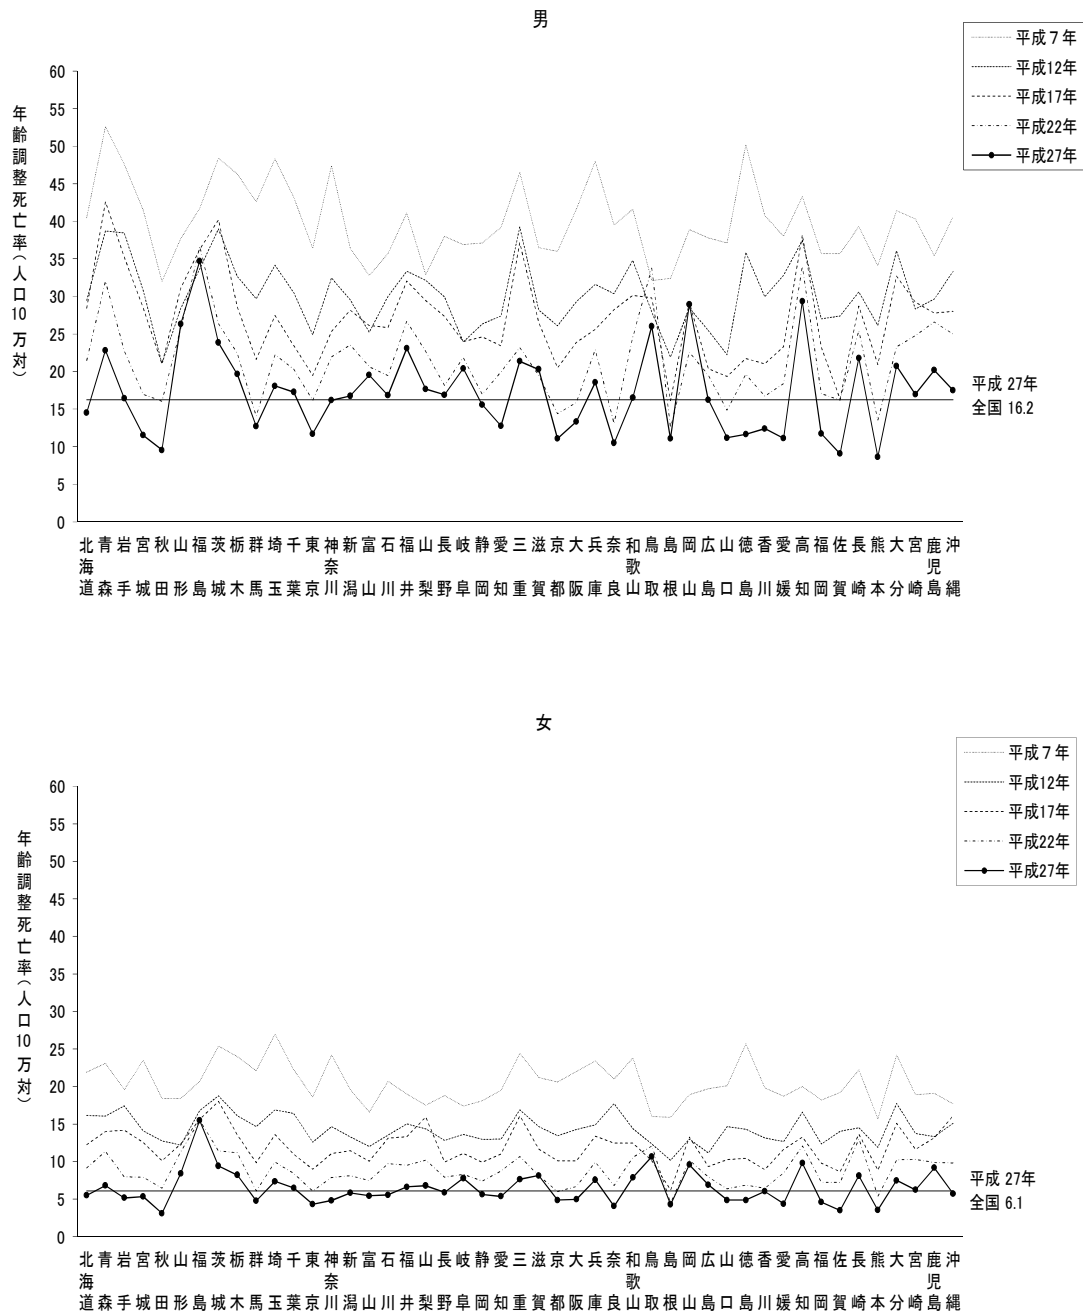 男
平成７年
平成12年
平成17年
平成22年
平成27年
年齢調整死亡率（人口10万対）
60
55
50
45
40
35
30
25
20
15
10
5
0
平成 27年
全国 16.2
北海道 青森 岩手 宮城 秋田 山形 福島 茨城 栃木 群馬 埼玉 千葉 東京 神奈川 新潟 富山 石川 福井 山梨 長野 岐阜 静岡 愛知 三重 滋賀 京都 大阪 兵庫 奈良 和歌山 鳥取 島根 岡山 広島 山口 徳島 香川 愛媛 高知 福岡 佐賀 長崎 熊本 大分 宮崎 鹿児島 沖縄
女
平成７年
平成12年
平成17年
平成22年
平成27年
年齢調整死亡率（人口10万対）
60
55
50
45
40
35
30
25
20
15
10
5
0
平成 27年
全国 6.1
北海道 青森 岩手 宮城 秋田 山形 福島 茨城 栃木 群馬 埼玉 千葉 東京 神奈川 新潟 富山 石川 福井 山梨 長野 岐阜 静岡 愛知 三重 滋賀 京都 大阪 兵庫 奈良 和歌山 鳥取 島根 岡山 広島 山口 徳島 香川 愛媛 高知 福岡 佐賀 長崎 熊本 大分 宮崎 鹿児島 沖縄